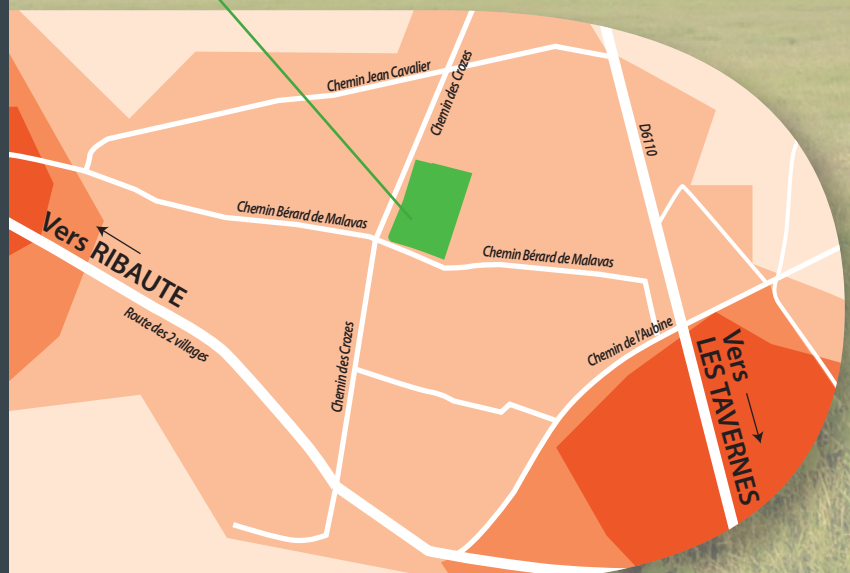 Chemin Jean Cavalier
Chemin des Crozes
D6110
Chemin Bérard de Malavas
Chemin Bérard de Malavas
Vers RIBAUTE
Route des 2 villages
Chemin des Crozes
Chemin de l'Aubine
Vers
LES TAVERNES